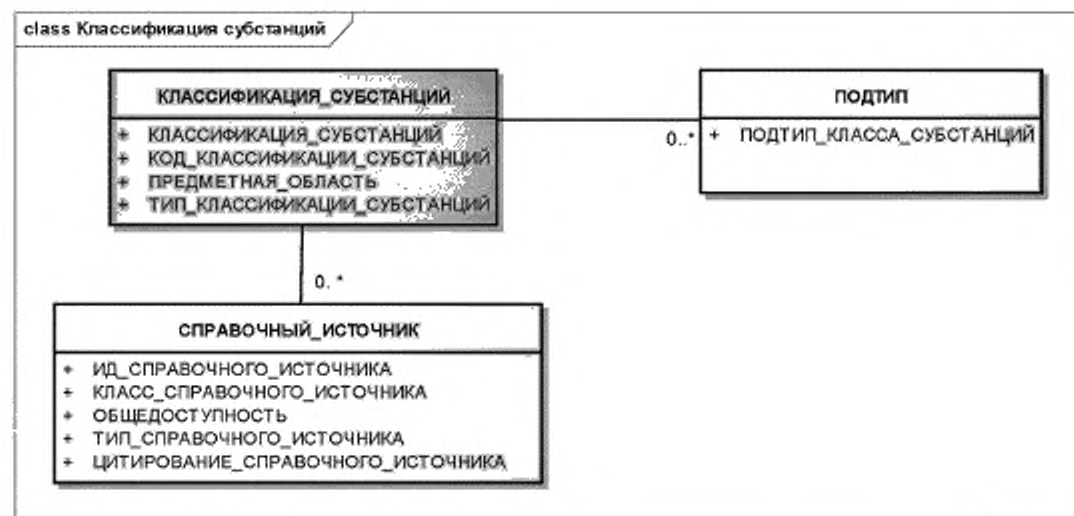 class Классификация субстанций
КЛАССИФИКАЦИЯ_СУБСТАНЦИЙ
+ КЛАССИФИКАЦИЯ_СУБСТАНЦИЙ
+ КОД_КЛАССИФИКАЦИИ_СУБСТАНЦИЙ
+ ПРЕДМЕТНАЯ_ОБЛАСТЬ
+ ТИП_КЛАССИФИКАЦИИ_СУБСТАНЦИЙ
0..*
ПОДТИП
+ ПОДТИП_КЛАССА_СУБСТАНЦИЙ
0..*
СПРАВОЧНЫЙ_ИСТОЧНИК
+ ИД_СПРАВОЧНОГО_ИСТОЧНИКА
+ КЛАСС_СПРАВОЧНОГО_ИСТОЧНИКА
+ ОБЩЕДОСТУПНОСТЬ
+ ТИП_СПРАВОЧНОГО_ИСТОЧНИКА
+ ЦИТИРОВАНИЕ_СПРАВОЧНОГО_ИСТОЧНИКА